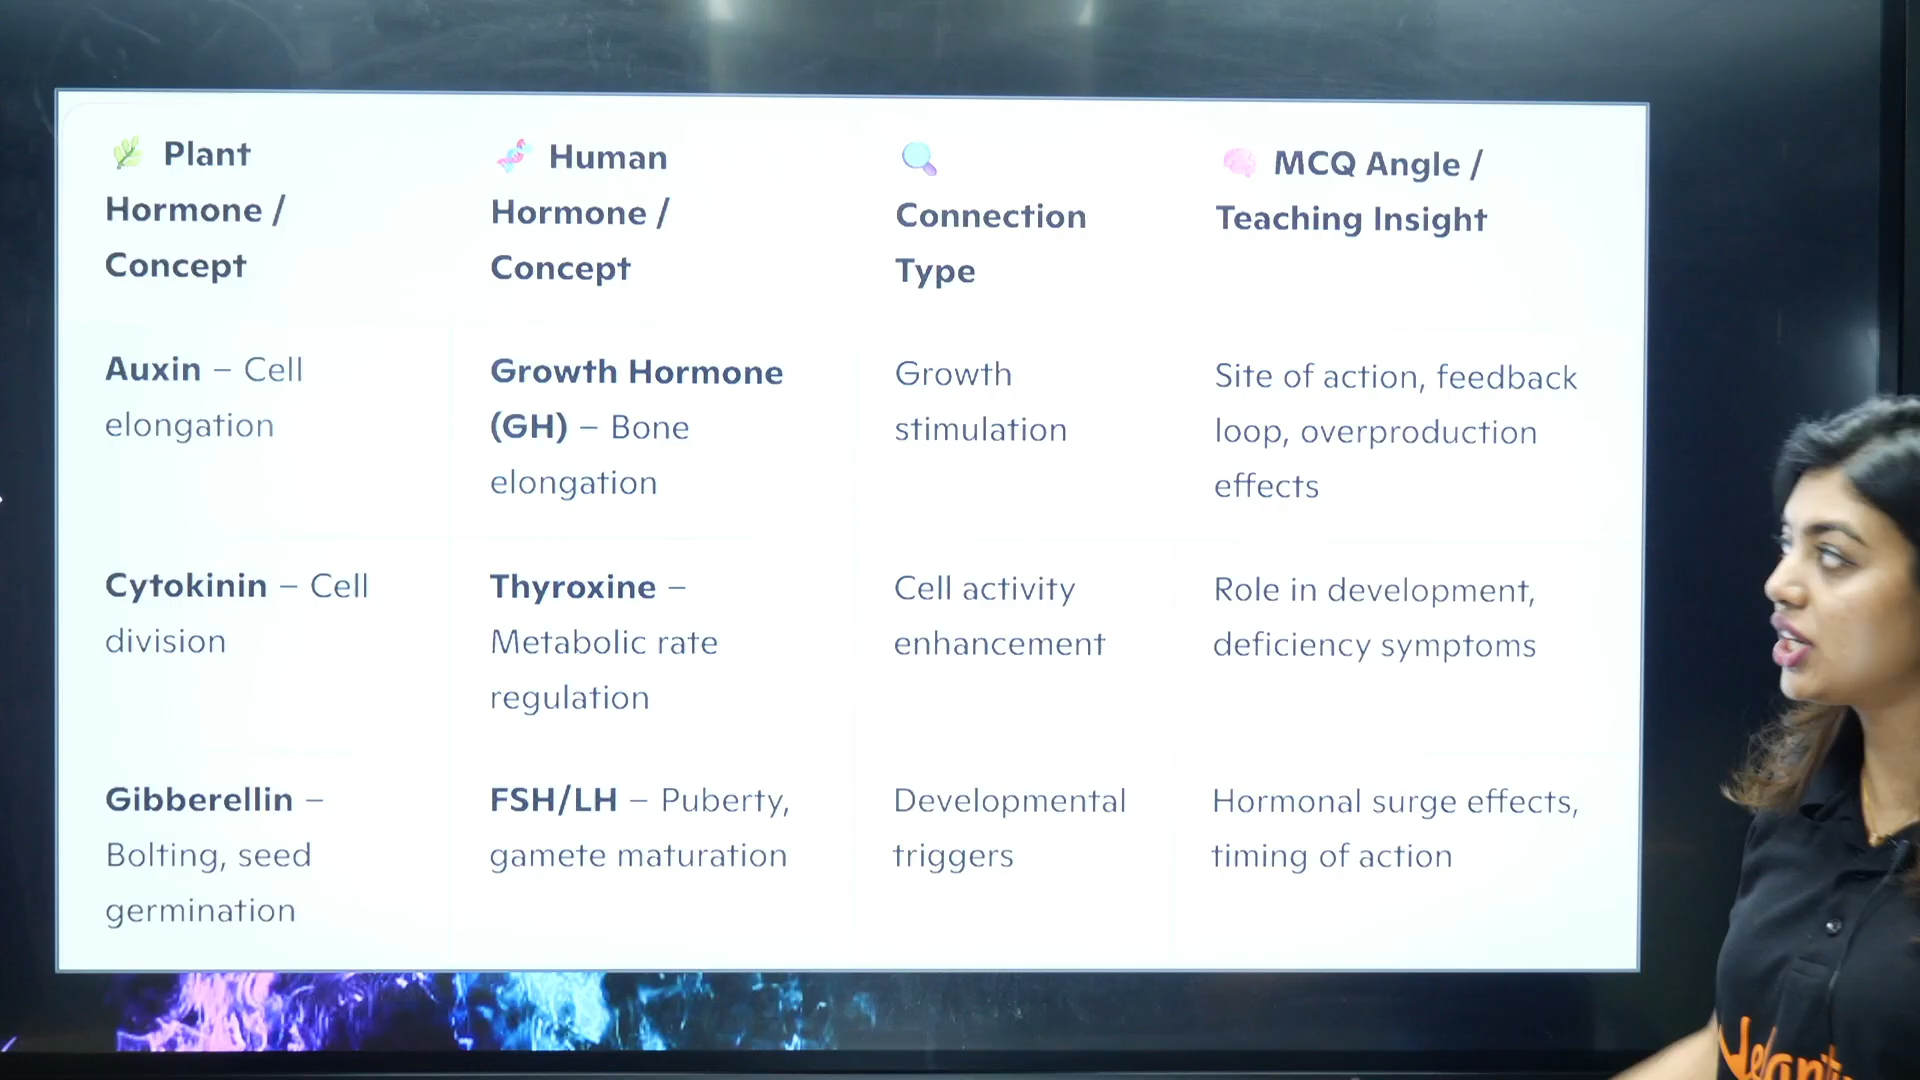 Plant
Hormone /
Concept
Human
Hormone /
Concept
Connection
Type
MCQ Angle /
Teaching Insight
Auxin – Cell
elongation
Growth Hormone
(GH) – Bone
elongation
Growth
stimulation
Site of action, feedback
loop, overproduction
effects
Cytokinin – Cell
division
Thyroxine –
Metabolic rate
regulation
Cell activity
enhancement
Role in development,
deficiency symptoms
Gibberellin –
Bolting, seed
germination
FSH/LH – Puberty,
gamete maturation
Developmental
triggers
Hormonal surge effects,
timing of action